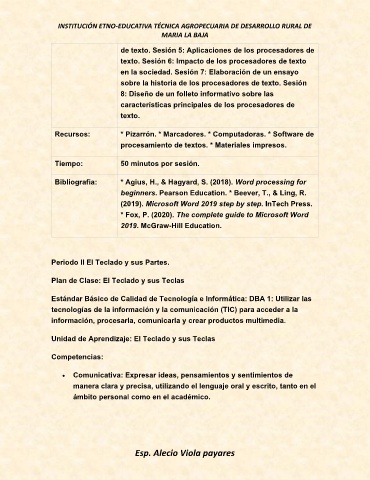 INSTITUCIÓN ETNO-EDUCATIVA TÉCNICA AGROPECUARIA DE DESARROLLO RURAL DE
MARIA LA BAJA
de texto. Sesión 5: Aplicaciones de los procesadores de
texto. Sesión 6: Impacto de los procesadores de texto
en la sociedad. Sesión 7: Elaboración de un ensayo
sobre la historia de los procesadores de texto. Sesión
8: Diseño de un folleto informativo sobre las
características principales de los procesadores de
texto.
Recursos: * Pizarrón. * Marcadores. * Computadoras. * Software de
procesamiento de textos. * Materiales impresos.
Tiempo: 50 minutos por sesión.
Bibliografía: * Agius, H., & Hagyard, S. (2018). Word processing for
beginners. Pearson Education. * Beever, T., & Ling, R.
(2019). Microsoft Word 2019 step by step. InTech Press.
* Fox, P. (2020). The complete guide to Microsoft Word
2019. McGraw-Hill Education.
Periodo II El Teclado y sus Partes.
Plan de Clase: El Teclado y sus Teclas
Estándar Básico de Calidad de Tecnología e Informática: DBA 1: Utilizar las
tecnologías de la información y la comunicación (TIC) para acceder a la
información, procesarla, comunicarla y crear productos multimedia.
Unidad de Aprendizaje: El Teclado y sus Teclas
Competencias:
• Comunicativa: Expresar ideas, pensamientos y sentimientos de
manera clara y precisa, utilizando el lenguaje oral y escrito, tanto en el
ámbito personal como en el académico.
Esp. Alecio Viola payares